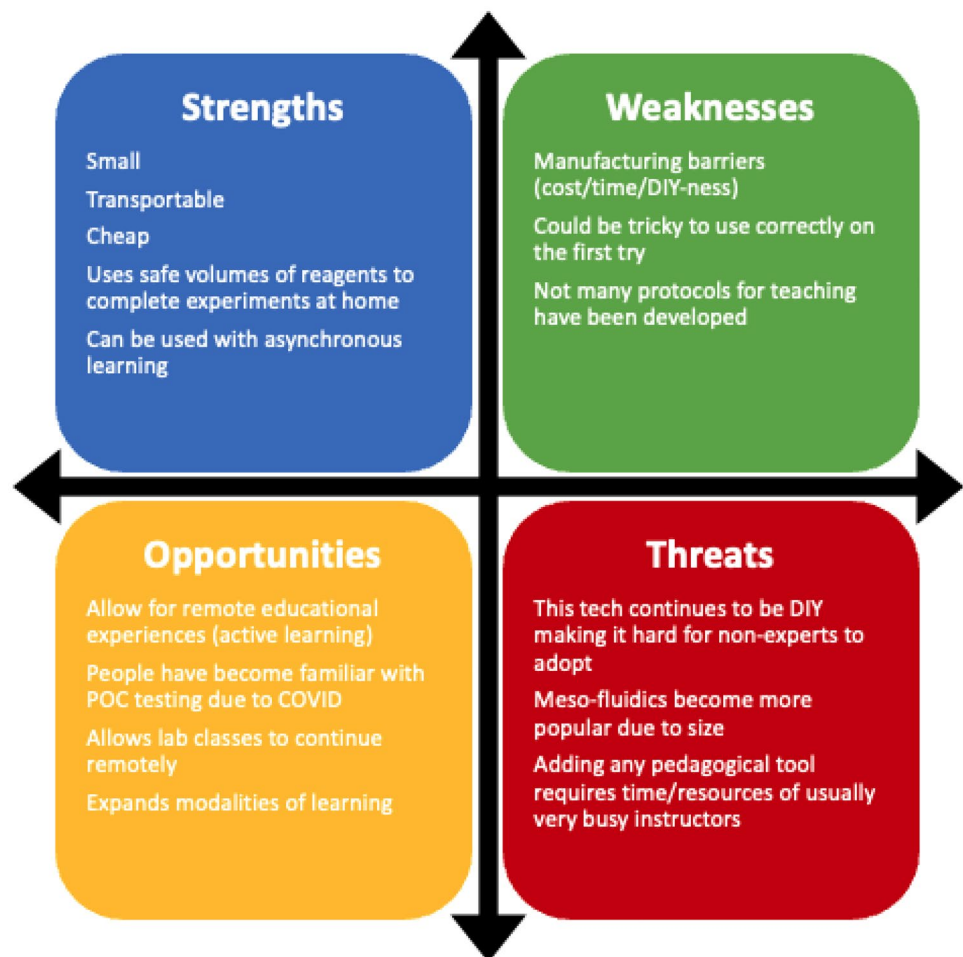 Strengths
Small
Transportable
Cheap
Uses safe volumes of reagents to
complete experiments at home
Can be used with asynchronous
learning
Weaknesses
Manufacturing barriers
(cost/time/DIY-ness)
Could be tricky to use correctly on
the first try
Not many protocols for teaching
have been developed
Opportunities
Allow for remote educational
experiences (active learning)
People have become familiar with
POC testing due to COVID
Allows lab classes to continue
remotely
Expands modalities of learning
Threats
This tech continues to be DIY
making it hard for non-experts to
adopt
Meso-fluidics become more
popular due to size
Adding any pedagogical tool
requires time/resources of usually
very busy instructors